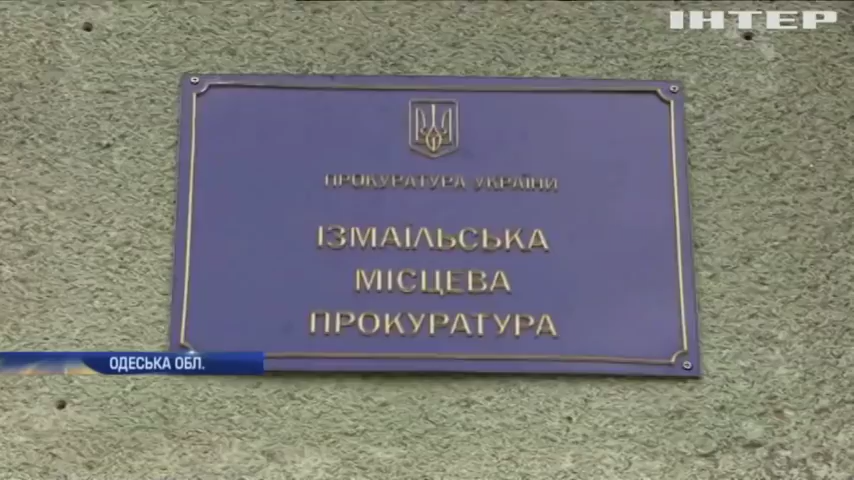 ІНТЕР
ПРОКУРАТУРА УКРАЇНИ
ІЗМАЇЛЬСЬКА
МІСЦЕВА
ПРОКУРАТУРА
ОДЕСЬКА ОБЛ.